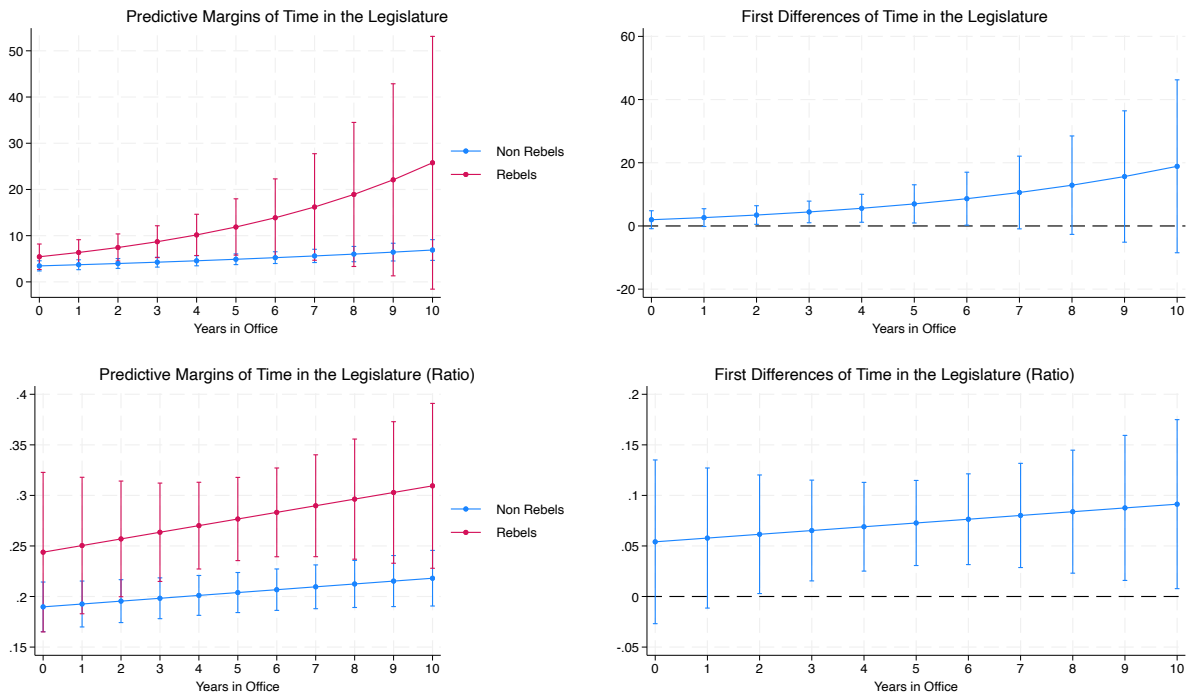 Predictive Margins of Time in the Legislature
50
40
30
20
10
0
0 1 2 3 4 5 6 7 8 9 10
Years in Office
Non Rebels
Rebels
First Differences of Time in the Legislature
60
40
20
0
-20
0 1 2 3 4 5 6 7 8 9 10
Years in Office
Predictive Margins of Time in the Legislature (Ratio)
.4
.35
.3
.25
.2
.15
0 1 2 3 4 5 6 7 8 9 10
Years in Office
Non Rebels
Rebels
First Differences of Time in the Legislature (Ratio)
.2
.15
.1
.05
0
-.05
0 1 2 3 4 5 6 7 8 9 10
Years in Office